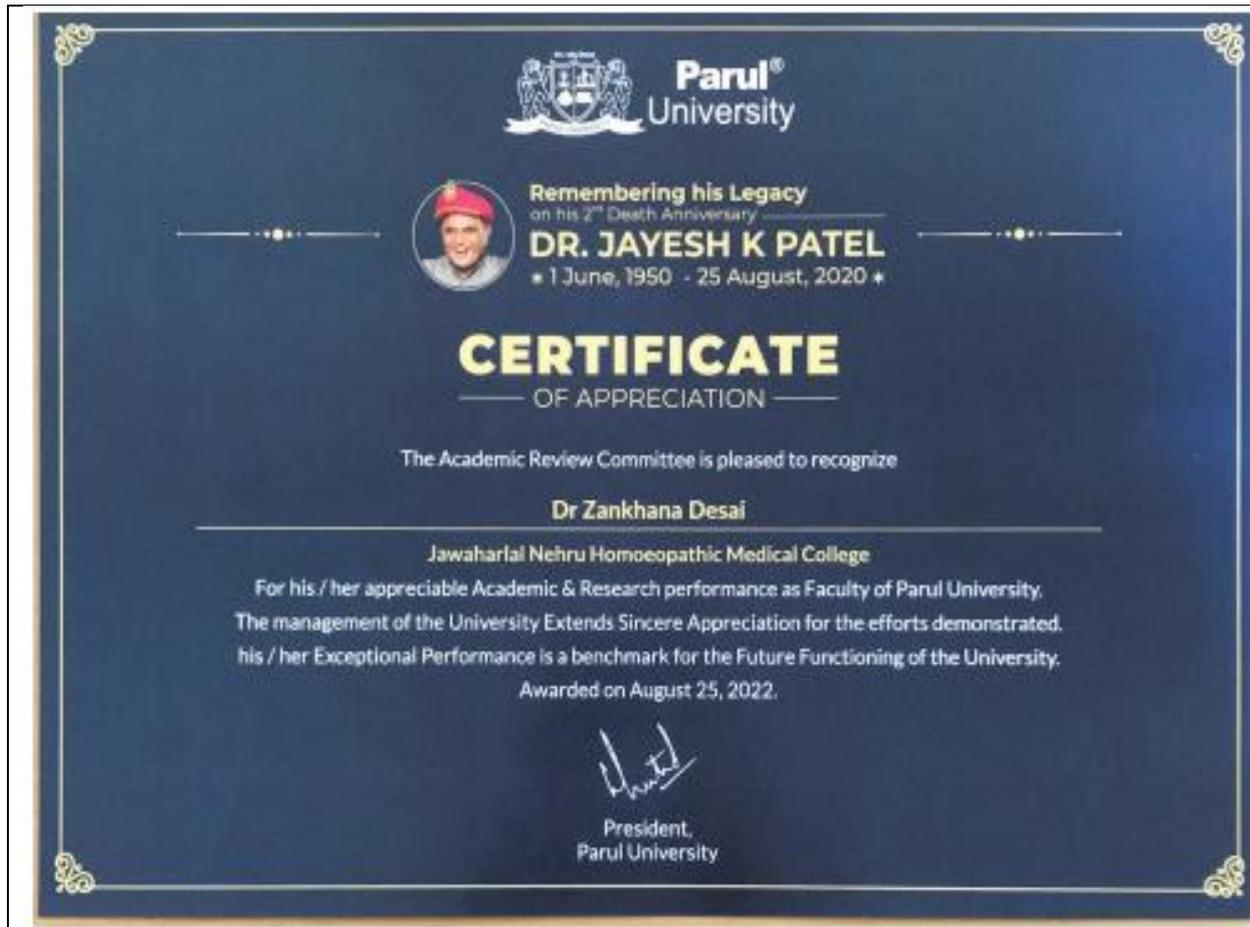 Parul®
University
Remembering his Legacy
on his 2nd Death Anniversary
DR. JAYESH K PATEL
* 1 June, 1950 - 25 August, 2020 *
CERTIFICATE
OF APPRECIATION
The Academic Review Committee is pleased to recognize
Dr Zankhana Desai
Jawaharlal Nehru Homoeopathic Medical College
For his / her appreciable Academic & Research performance as Faculty of Parul University.
The management of the University Extends Sincere Appreciation for the efforts demonstrated.
his / her Exceptional Performance is a benchmark for the Future Functioning of the University.
Awarded on August 25, 2022.
President,
Parul University